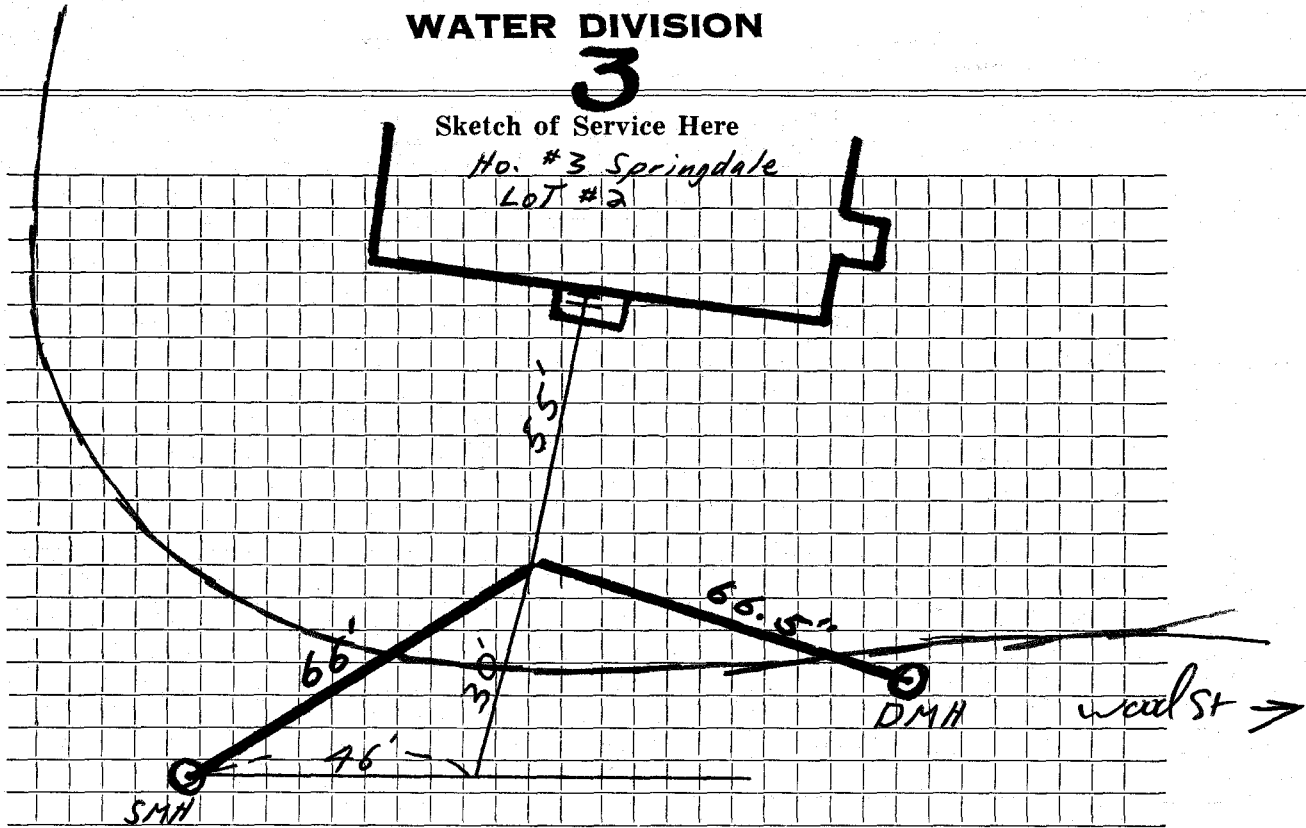 WATER DIVISION
3
Sketch of Service Here
Ho. #3 Springdale
LOT #2
55'
66.5'
66'
30'
DMH
wood St →
46'
SMH